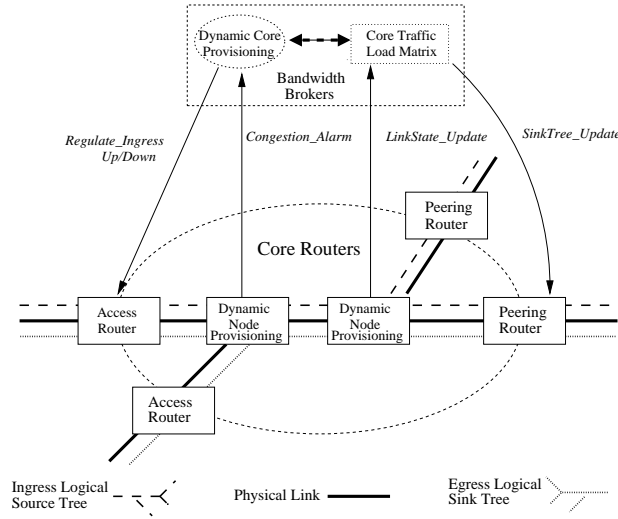 Dynamic Core
Provisioning
Core Traffic
Load Matrix
Bandwidth
Brokers
Regulate_Ingress
Up/Down
Congestion_Alarm
LinkState_Update
SinkTree_Update
Peering
Router
Core Routers
Access
Router
Dynamic
Node
Provisioning
Dynamic
Node
Provisioning
Peering
Router
Access
Router
Ingress Logical
Source Tree
Physical Link
Egress Logical
Sink Tree